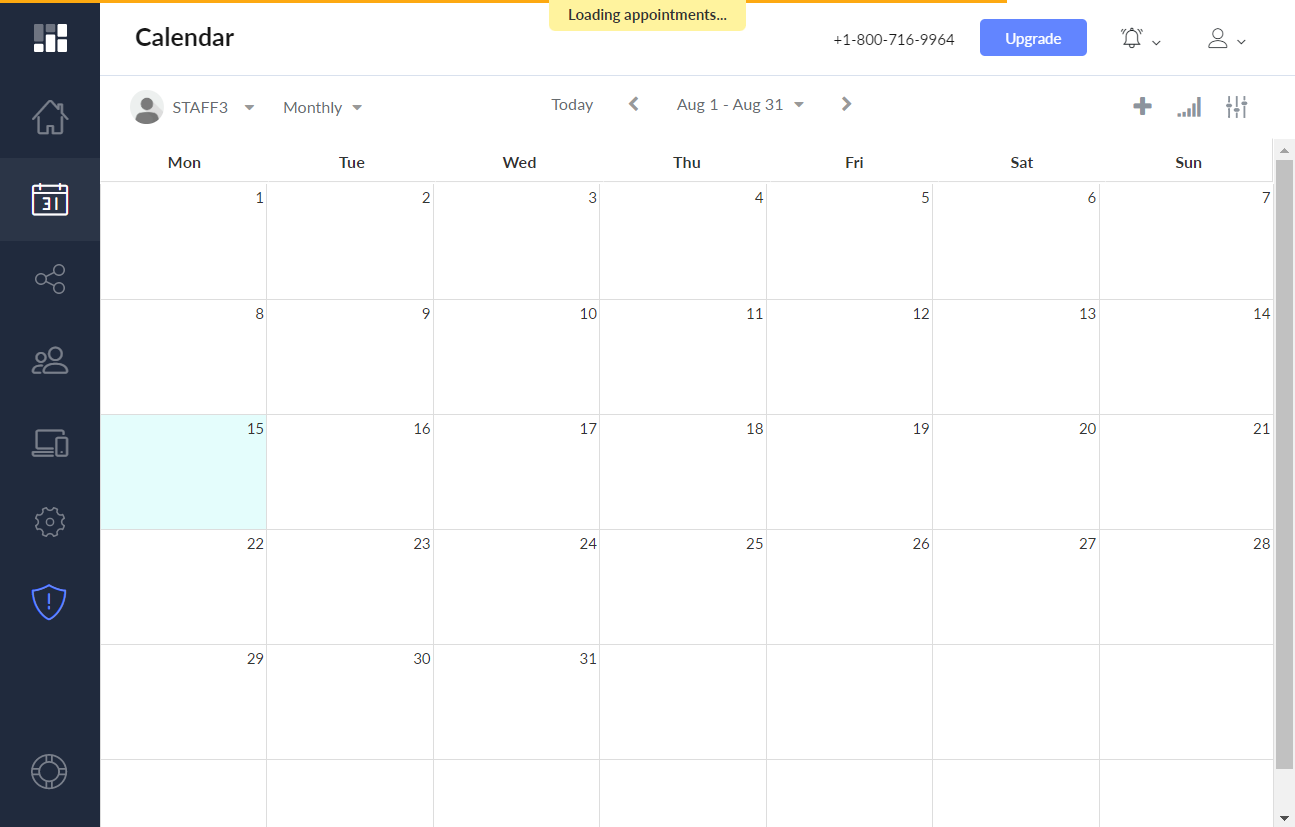 Loading appointments...
Calendar
+1-800-716-9964
Upgrade
STAFF3
Monthly
Today
Aug 1 - Aug 31
Mon Tue Wed Thu Fri Sat Sun
1 2 3 4 5 6 7
31
8 9 10 11 12 13 14
15 16 17 18 19 20 21
22 23 24 25 26 27 28
29 30 31